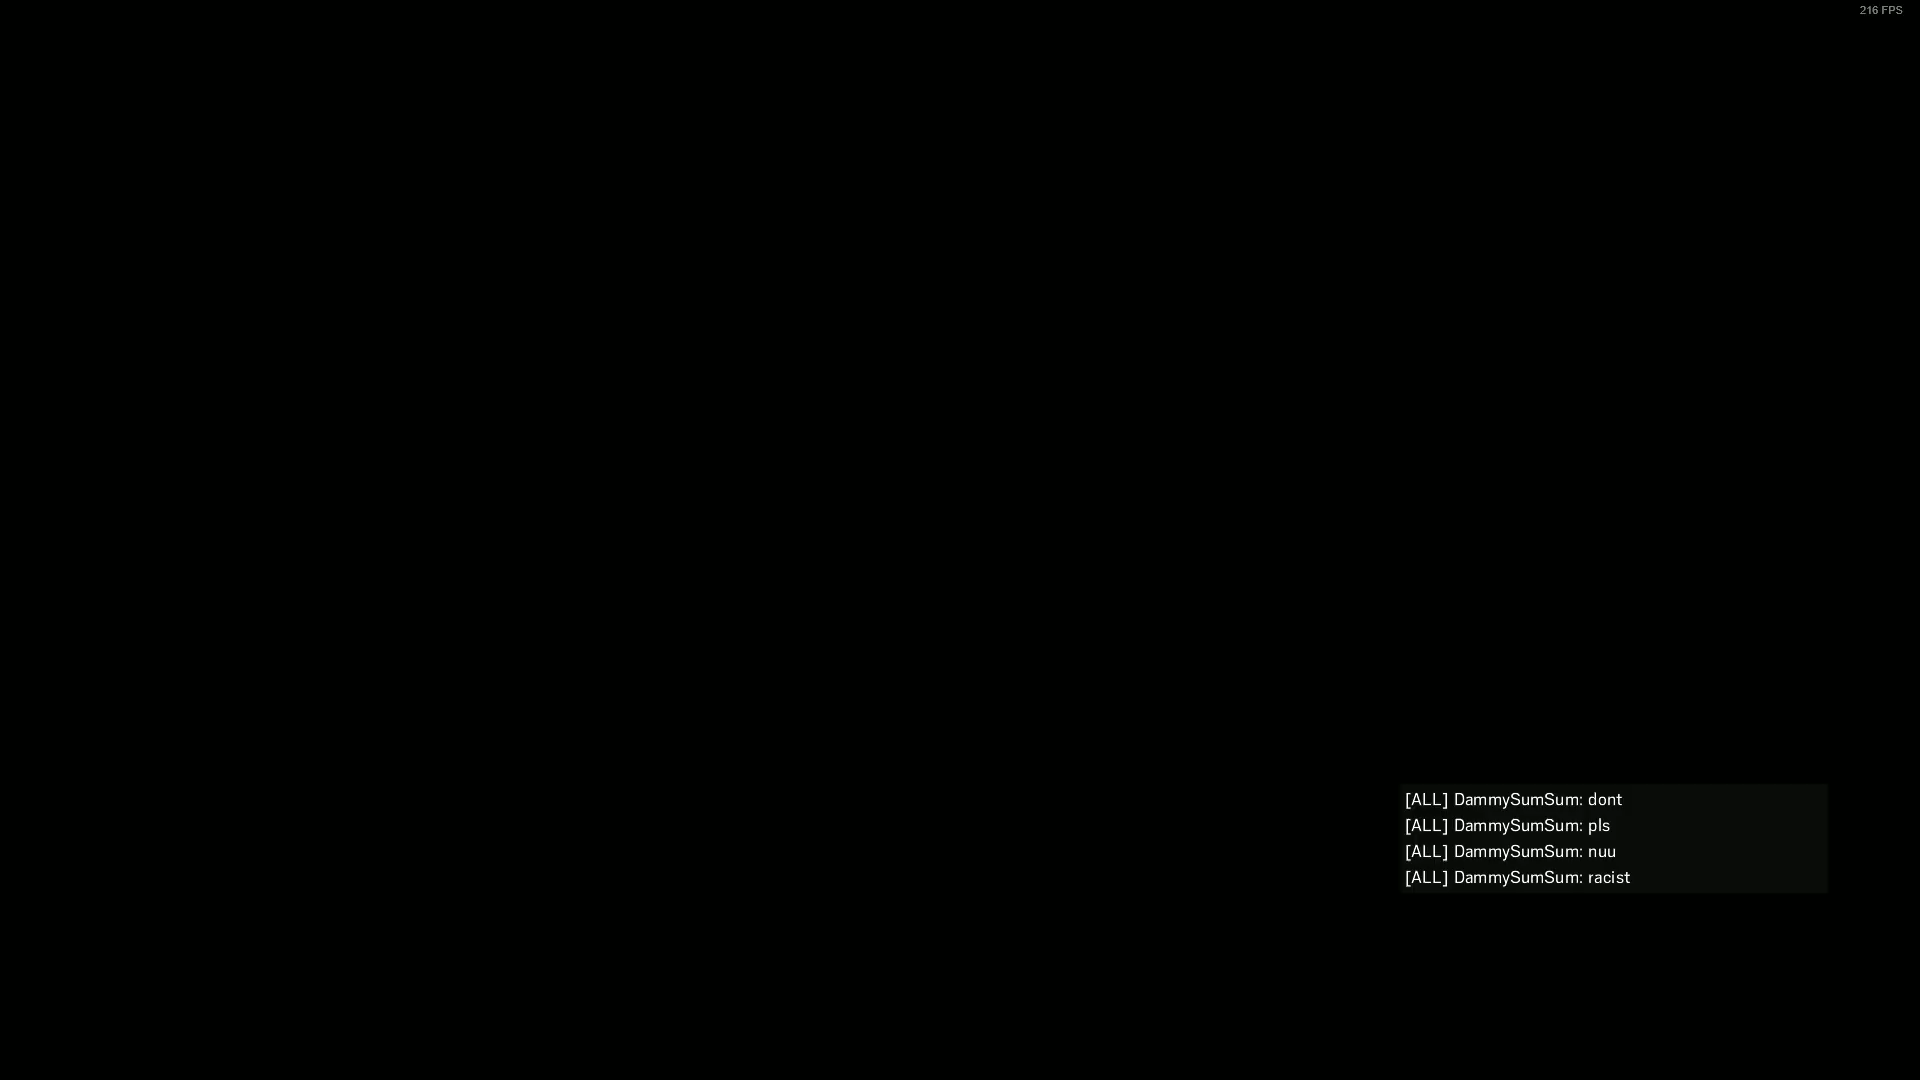 216 FPS
[ALL] DammySumSum: dont
[ALL] DammySumSum: pls
[ALL] DammySumSum: nuu
[ALL] DammySumSum: racist